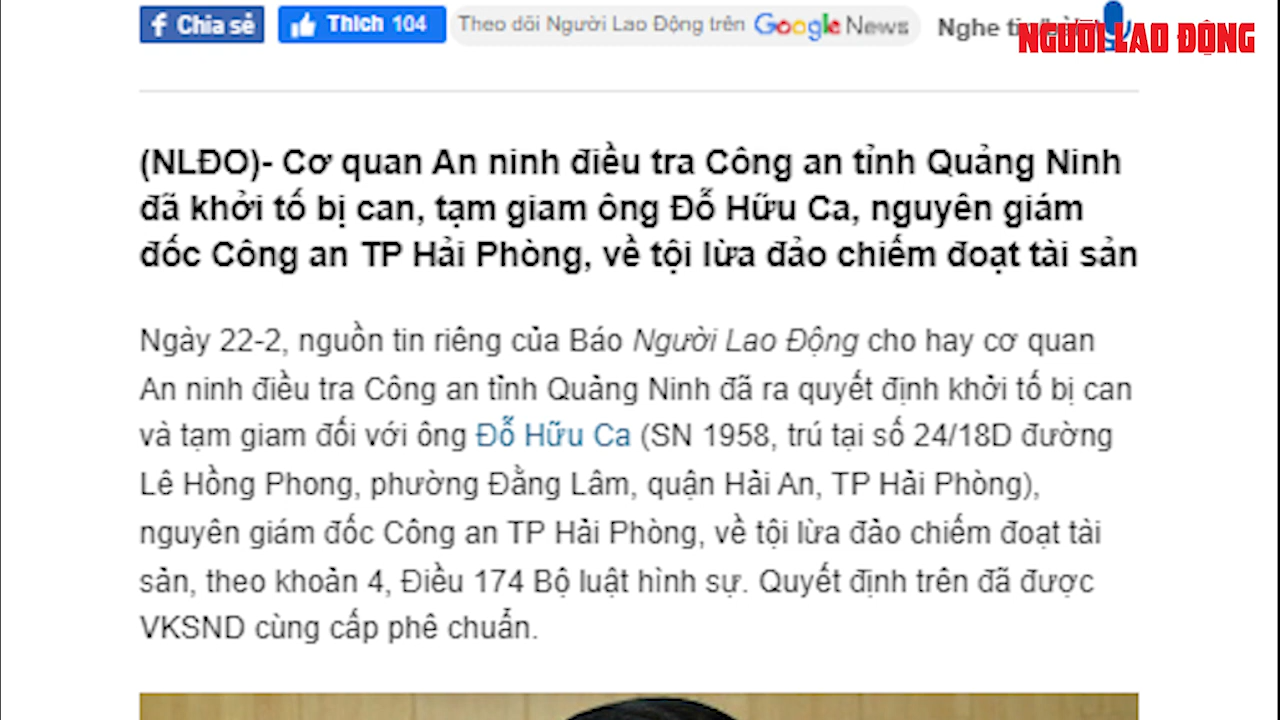 Chia sẻ Thích 104 Theo dõi Người Lao Động trên Google News Nghe
NGƯỜI LAO ĐỘNG
(NLĐO)- Cơ quan An ninh điều tra Công an tỉnh Quảng Ninh
đã khởi tố bị can, tạm giam ông Đỗ Hữu Ca, nguyên giám
đốc Công an TP Hải Phòng, về tội lừa đảo chiếm đoạt tài sản
Ngày 22-2, nguồn tin riêng của Báo Người Lao Động cho hay cơ quan
An ninh điều tra Công an tỉnh Quảng Ninh đã ra quyết định khởi tố bị can
và tạm giam đối với ông Đỗ Hữu Ca (SN 1958, trú tại số 24/18D đường
Lê Hồng Phong, phường Đằng Lâm, quận Hải An, TP Hải Phòng),
nguyên giám đốc Công an TP Hải Phòng, về tội lừa đảo chiếm đoạt tài
sản, theo khoản 4, Điều 174 Bộ luật hình sự. Quyết định trên đã được
VKSND cùng cấp phê chuẩn.